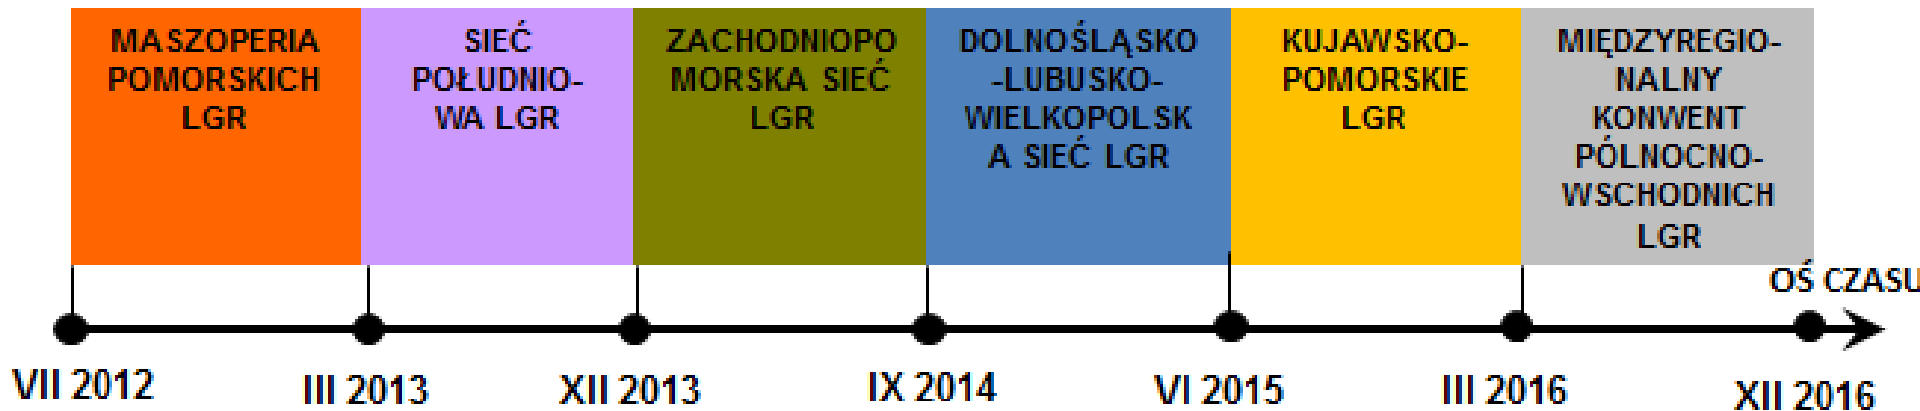 MASZOPERIA
POMORSKICH
LGR
SIEĆ
POŁUDNIO-
WA LGR
ZACHODNIOPO
MORSKA SIEĆ
LGR
DOLNOŚLĄSKO
-LUBUSKO-
WIELKOPOLSK
A SIEĆ LGR
KUJAWSKO-
POMORSKIE
LGR
MIĘDZYREGIO-
NALNY
KONWENT
PÓLNOCNO-
WSCHODNICH
LGR
OŚ CZASU
VII 2012
III 2013
XII 2013
IX 2014
VI 2015
III 2016
XII 2016